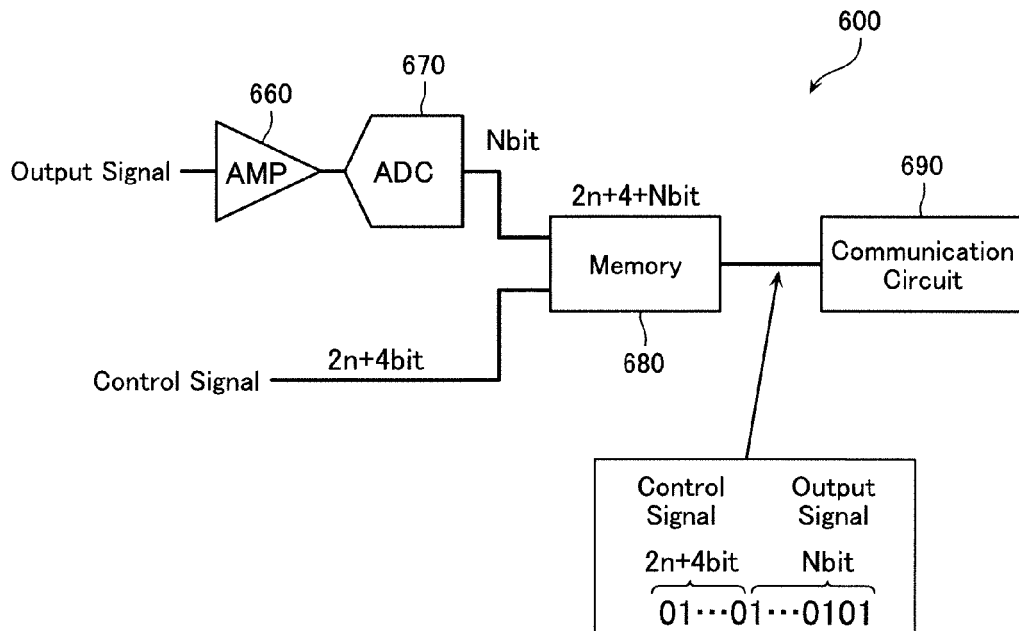 600
670
660
Nbit
Output Signal
AMP
ADC
2n+4+Nbit
690
Memory
Communication
Circuit
680
2n+4bit
Control Signal
Control
Signal
Output
Signal
2n+4bit
Nbit
01···01···0101